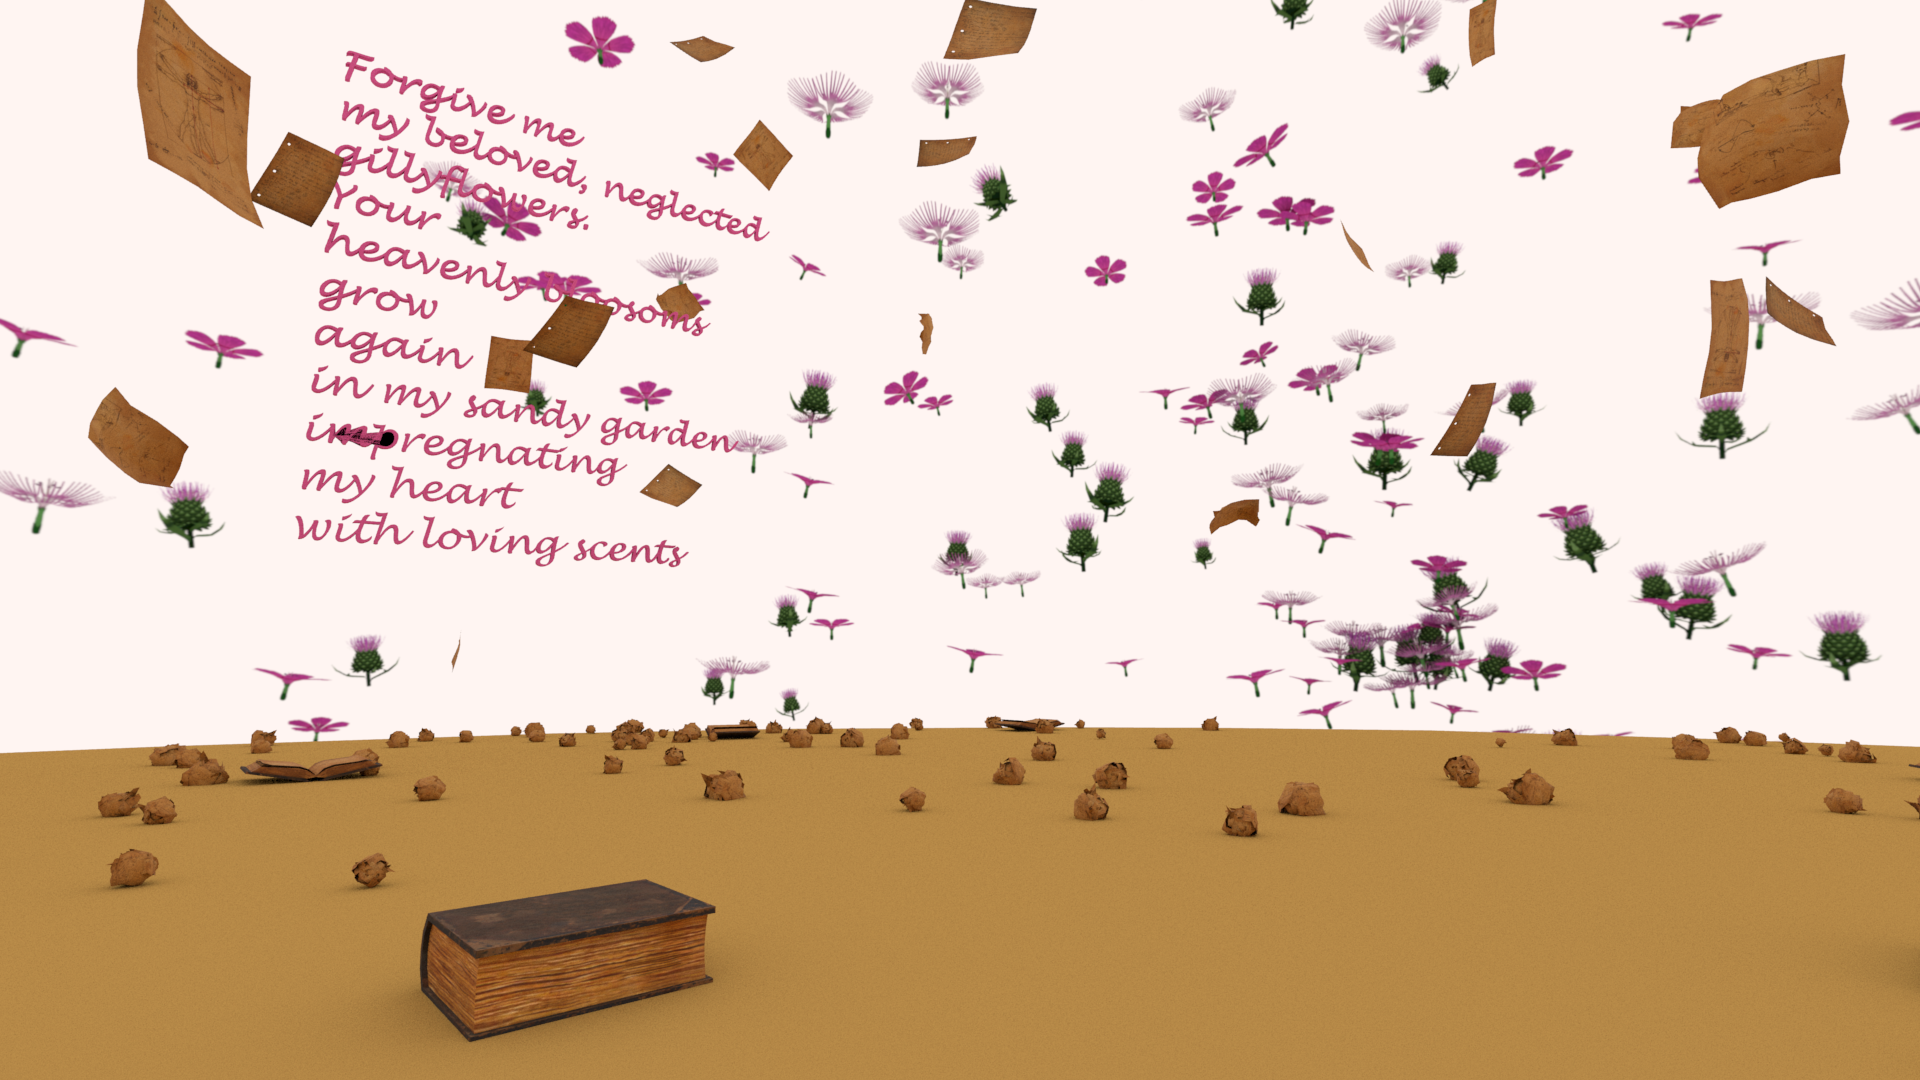 Forgive me
my beloved, neglected
gillyflowers.
Your
heavenly bloosoms
grow
again
in my sandy garden
impregnating
my heart
with loving scents